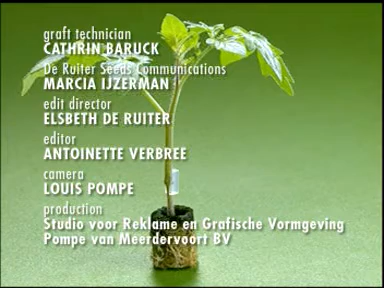 graft technician
CATHRIN BARUCK
De Ruiter Seeds Communications
MARCIA IJZERMAN
edit director
ELSBETH DE RUITER
editor
ANTOINETTE VERBREE
camera
LOUIS POMPE
production
Studio voor Reklame en Grafische Vormgeving
Pompe van Meerdervoort BV